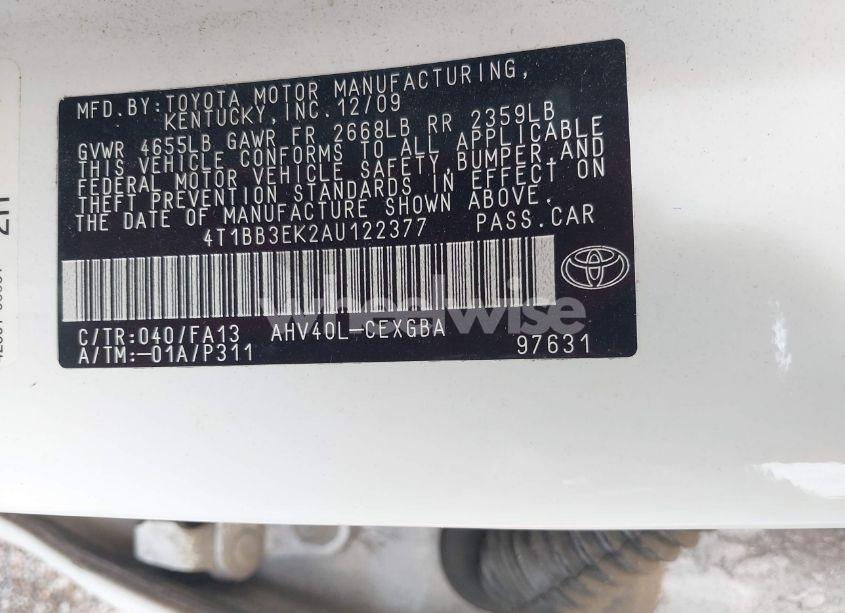 MFD. BY: TOYOTA MOTOR MANUFACTURING,
KENTUCKY, INC. 12/09
GVWR 4655LB GAWR FR 2668LB RR 2359LB
THIS VEHICLE CONFORMS TO ALL APPLICABLE
FEDERAL MOTOR VEHICLE SAFETY, BUMPER, AND
THEFT PREVENTION STANDARDS IN EFFECT ON
THE DATE OF MANUFACTURE SHOWN ABOVE.
4T1BB3EK2AU122377 PASS. CAR
wheelwise
C/TR: 040/FA13 AHV40L-CEXGBA
A/TM: -01A/P311 97631